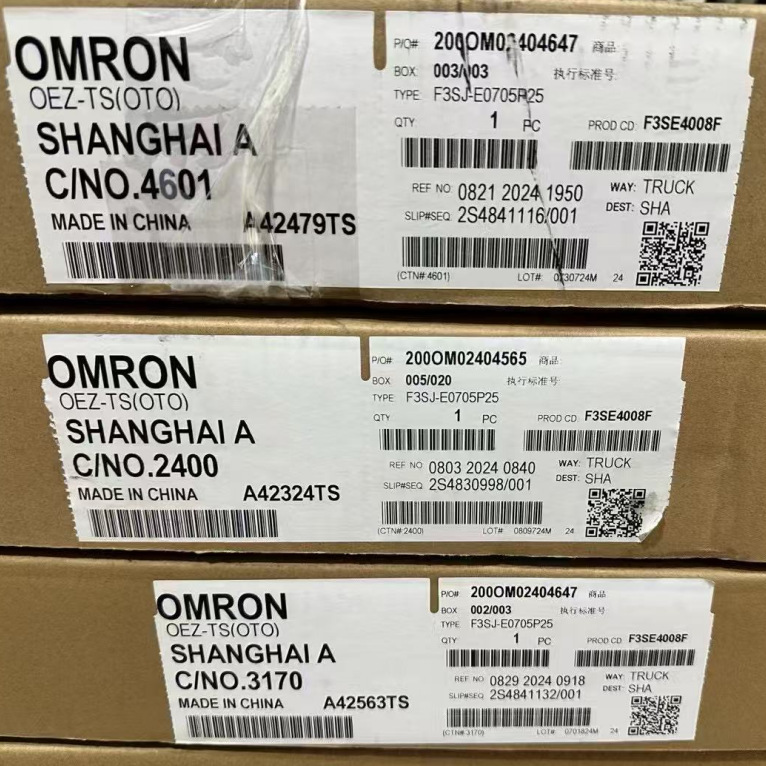 OMRON
OEZ-TS(OTO)
SHANGHAI A
C/NO.4601
MADE IN CHINA A42479TS
P/O# 200OM02404647 商品
BOX: 003/003 执行标准号:
TYPE: F3SJ-E0705P25
QTY 1 PC PROD CD: F3SE4008F
REF NO: 0821 2024 1950 WAY: TRUCK
SLIP#SEQ: 2S4841116/001 DEST: SHA
(CTN# 4601) LOT# 0730724M 24
OMRON
OEZ-TS(OTO)
SHANGHAI A
C/NO.2400
MADE IN CHINA A42324TS
P/O# 200OM02404565 商品
BOX 005/020 执行标准号
TYPE: F3SJ-E0705P25
QTY 1 PC PROD CD: F3SE4008F
REF NO 0803 2024 0840 WAY: TRUCK
SLIP#SEQ: 2S4830998/001 DEST: SHA
(CTN# 2400) LOT# 0809724M 24
OMRON
OEZ-TS(OTO)
SHANGHAI A
C/NO.3170
MADE IN CHINA A42563TS
P/O# 200OM02404647 商品
BOX 002/003 执行标准号
TYPE F3SJ-E0705P25
QTY 1 PC PROD CD F3SE4008F
REF NO 0829 2024 0918 WAY: TRUCK
SLIP#SEQ 2S4841132/001 DEST: SHA
(CTN# 3170) LOT# 0701824M 24